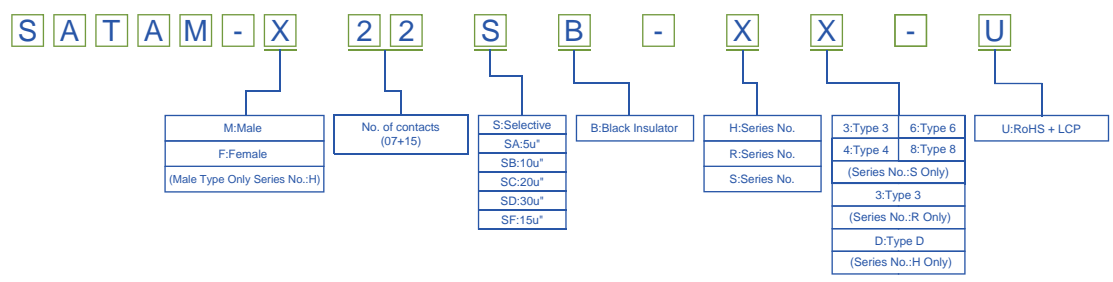 S A T A M - X 2 2 S B - X X - U
M:Male
F:Female
(Male Type Only Series No.:H)
No. of contacts
(07+15)
S:Selective
SA:5u"
SB:10u"
SC:20u"
SD:30u"
SF:15u"
B:Black Insulator
H:Series No.
R:Series No.
S:Series No.
3:Type 3 6:Type 6
4:Type 4 8:Type 8
(Series No.:S Only)
3:Type 3
(Series No.:R Only)
D:Type D
(Series No.:H Only)
U:RoHS + LCP